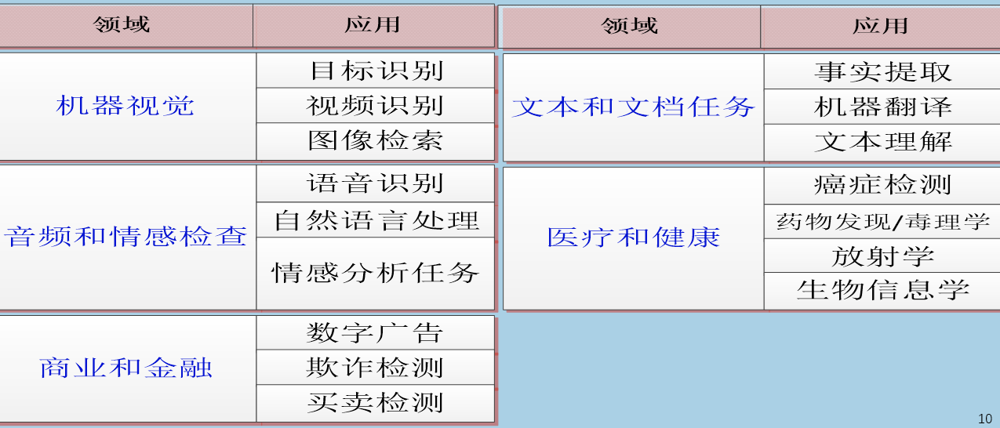 领域
应用
机器视觉
目标识别
视频识别
图像检索
音频和情感检查
语音识别
自然语言处理
情感分析任务
商业和金融
数字广告
欺诈检测
买卖检测
领域
应用
文本和文档任务
事实提取
机器翻译
文本理解
医疗和健康
癌症检测
药物发现/毒理学
放射学
生物信息学
10